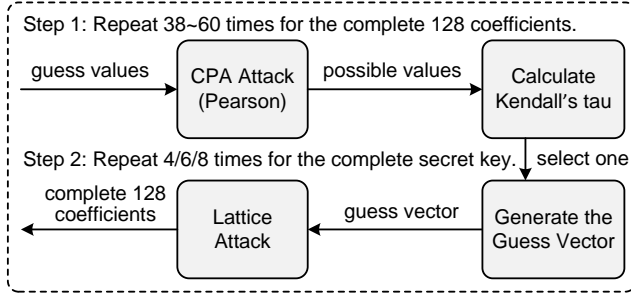 Step 1: Repeat 38~60 times for the complete 128 coefficients.
guess values
CPA Attack
(Pearson)
possible values
Calculate
Kendall's tau
Step 2: Repeat 4/6/8 times for the complete secret key.
select one
complete 128
coefficients
Lattice
Attack
guess vector
Generate the
Guess Vector